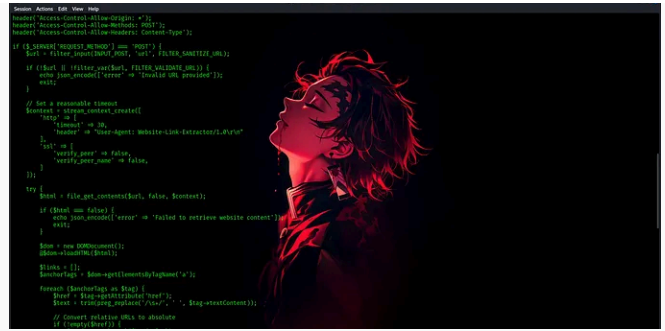 Session Actions Edit View Help
header('Access-Control-Allow-Origin: *');
header('Access-Control-Allow-Methods: POST');
header('Access-Control-Allow-Headers: Content-Type');
if ($_SERVER['REQUEST_METHOD'] === 'POST') {
$url = filter_input(INPUT_POST, 'url', FILTER_SANITIZE_URL);
if (!$url || !filter_var($url, FILTER_VALIDATE_URL)) {
echo json_encode(['error' => 'Invalid URL provided']);
exit;
}
// Set a reasonable timeout
$context = stream_context_create([
'http' => [
'timeout' => 30,
'header' => "User-Agent: Website-Link-Extractor/1.0\r\n"
],
'ssl' => [
'verify_peer' => false,
'verify_peer_name' => false,
]
]);
try {
$html = file_get_contents($url, false, $context);
if ($html === false) {
echo json_encode(['error' => 'Failed to retrieve website content']);
exit;
}
$dom = new DOMDocument();
@$dom->loadHTML($html);
$links = [];
$anchorTags = $dom->getElementsByTagName('a');
foreach ($anchorTags as $tag) {
$href = $tag->getAttribute('href');
$text = trim(preg_replace('/\s+/', ' ', $tag->textContent));
// Convert relative URLs to absolute
if (!empty($href)) {